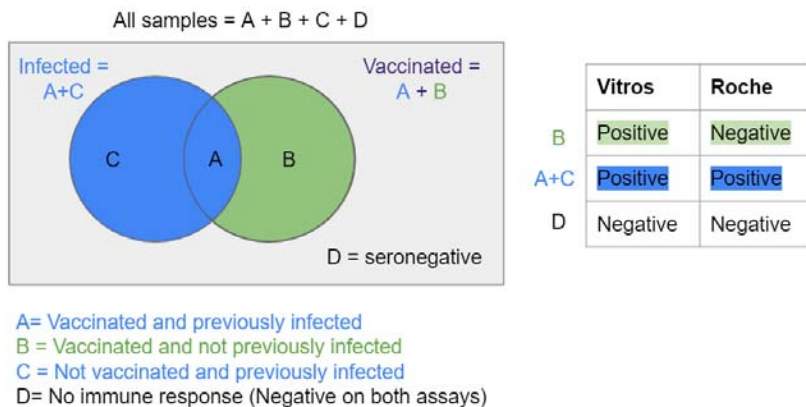 All samples = A + B + C + D
Infected =
A+C
Vaccinated =
A + B
C
A
B
D = seronegative
Vitros Roche
B Positive Negative
A+C Positive Positive
D Negative Negative
A= Vaccinated and previously infected
B = Vaccinated and not previously infected
C = Not vaccinated and previously infected
D= No immune response (Negative on both assays)